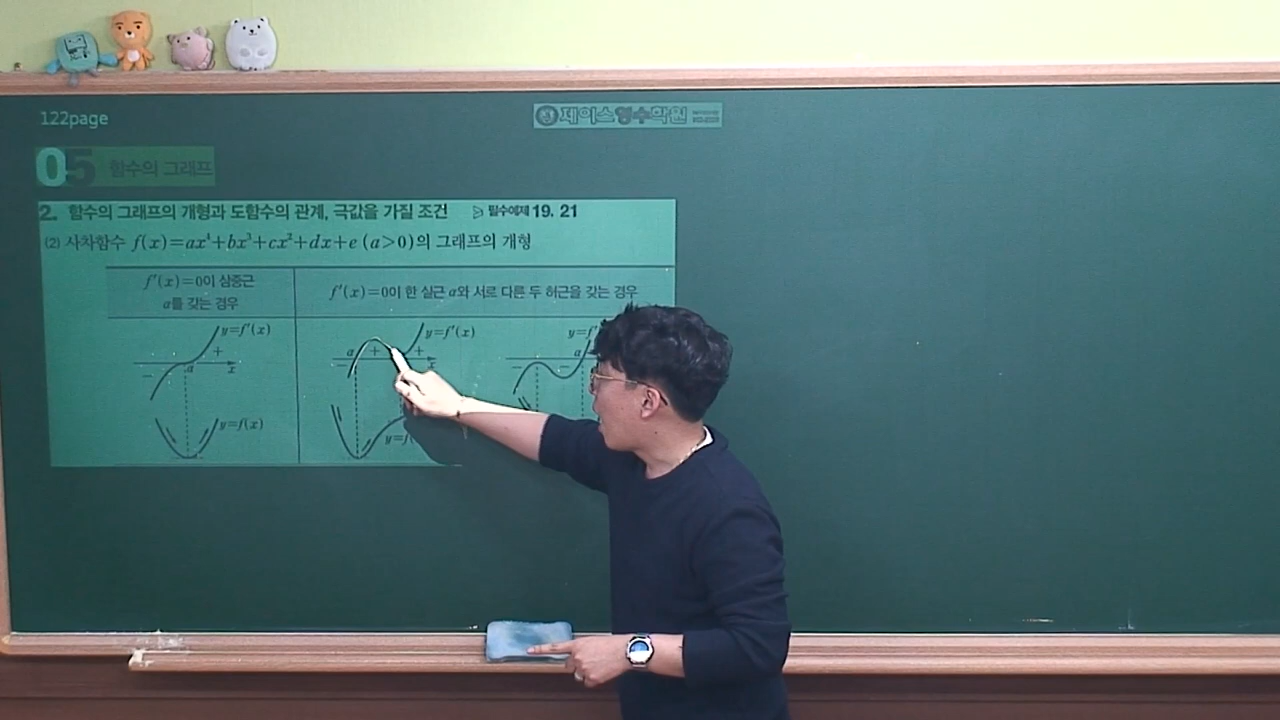 122page
제이스영수학원
05 함수의 그래프
2. 함수의 그래프의 개형과 도함수의 관계, 극값을 가질 조건 ▷ 필수예제 19, 21
(2) 사차함수 f(x)=ax⁴+bx³+cx²+dx+e (a>0)의 그래프의 개형
f'(x)=0이 삼중근
α를 갖는 경우
f'(x)=0이 한 실근 α와 서로 다른 두 허근을 갖는 경우
y=f'(x)
+
−
α
x
y=f(x)
y=f'(x)
α
+
+
−
x
y=f(
y=f'
α
−